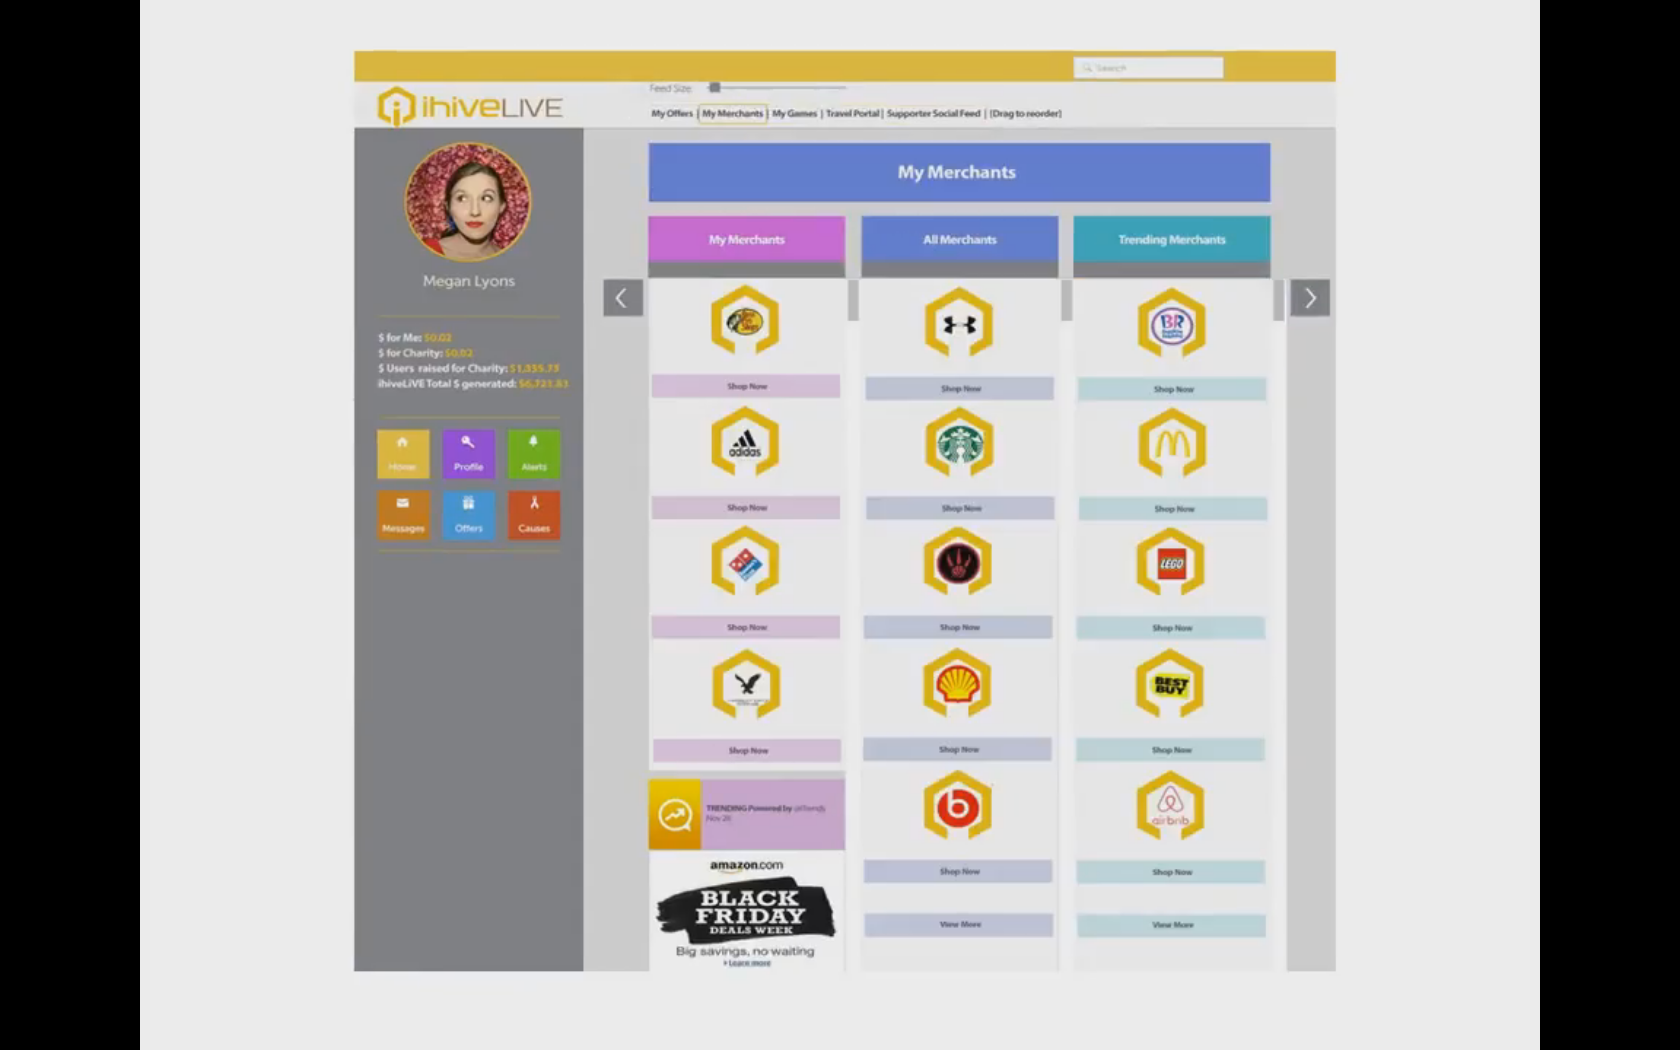 Search
ihiveLIVE
Feed Size:
My Offers | My Merchants | My Games | Travel Portal | Supporter Social Feed | (Drag to reorder)
Megan Lyons
$ for Me: $0.02
$ for Charity: $0.02
$ Users raised for Charity: $1,335.73
ihiveLiVE Total $ generated: $6,721.83
Home
Profile
Alerts
Messages
Offers
Causes
My Merchants
My Merchants
All Merchants
Trending Merchants
BR
Shop Now
Shop Now
Shop Now
adidas
Shop Now
Shop Now
Shop Now
LEGO
Shop Now
Shop Now
Shop Now
BEST
BUY
Shop Now
Shop Now
Shop Now
TRENDING Powered by
Nov 26
b
airbnb
Shop Now
Shop Now
View More
View More
amazon.com
BLACK
FRIDAY
DEALS WEEK
Big savings, no waiting
Learn more